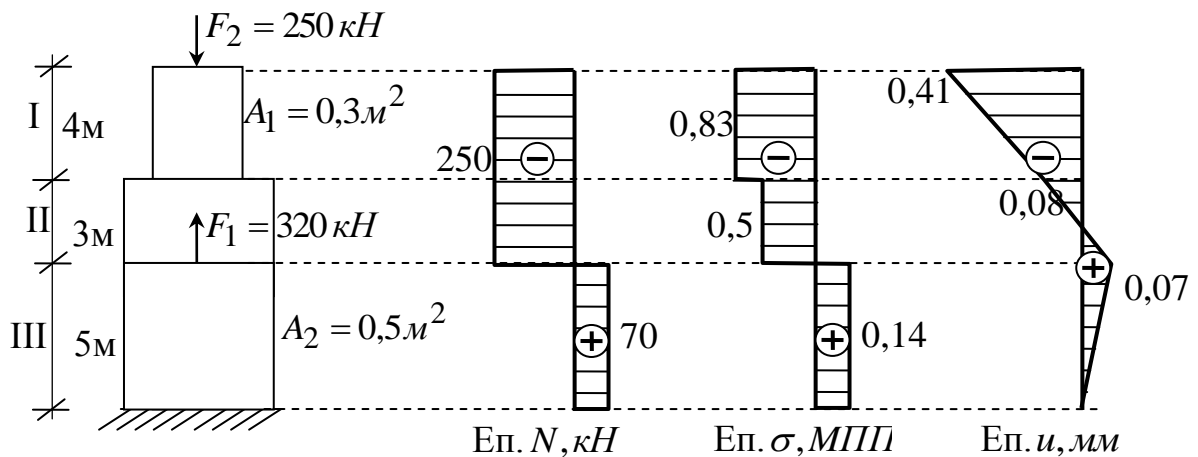 F₂ = 250 кН
I
4м
A₁ = 0,3м²
250
−
0,83
−
0,41
−
II
3м
F₁ = 320 кН
0,5
0,08
+
0,07
III
5м
A₂ = 0,5м²
+
70
+
0,14
Еп. N, кН
Еп. σ, МПП
Еп. u, мм